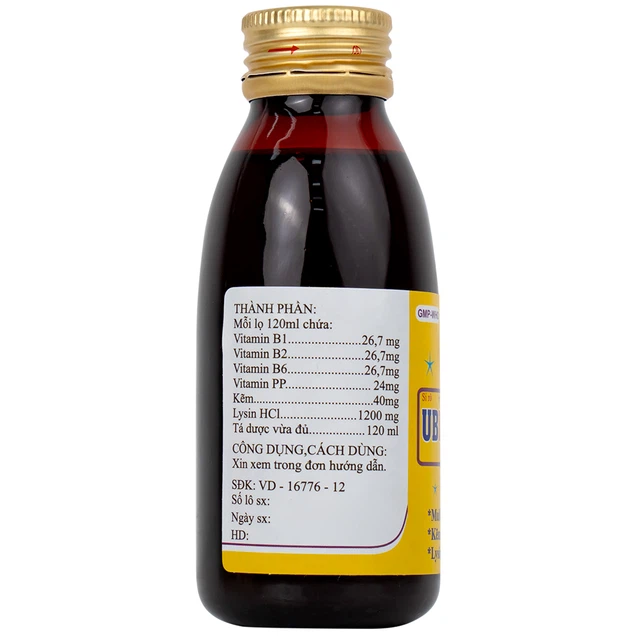 THÀNH PHẦN:
Mỗi lọ 120ml chứa:
Vitamin B1........................26,7 mg
Vitamin B2........................26,7mg
Vitamin B6........................26,7mg
Vitamin PP..........................24mg
Kẽm....................................40mg
Lysin HCl.......................1200 mg
Tá dược vừa đủ.................120 ml
CÔNG DỤNG,CÁCH DÙNG:
Xin xem trong đơn hướng dẫn.
SĐK: VD - 16776 - 12
Số lô sx:
Ngày sx:
HD:
UB